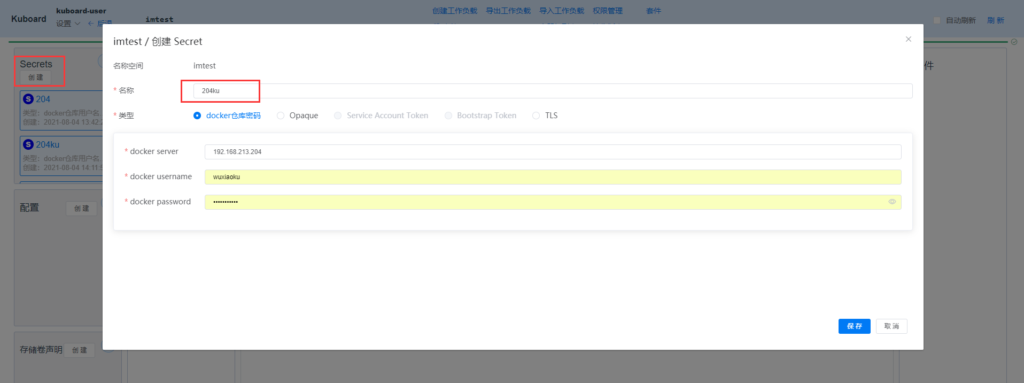 Kuboard
kuboard-user
设置
imtest
创建工作负载 导出工作负载 导入工作负载 权限管理 套件
自动刷新 刷新
Secrets
创建
204
类型：docker仓库用户名
创建：2021-08-04 13:42
204ku
类型：docker仓库用户名
创建：2021-08-04 14:11
配置
创建
存储卷声明
创建
件
imtest / 创建 Secret
名称空间 imtest
* 名称 204ku
* 类型 docker仓库密码 Opaque Service Account Token Bootstrap Token TLS
* docker server 192.168.213.204
* docker username wuxiaoku
* docker password •••••••••••
保存 取消